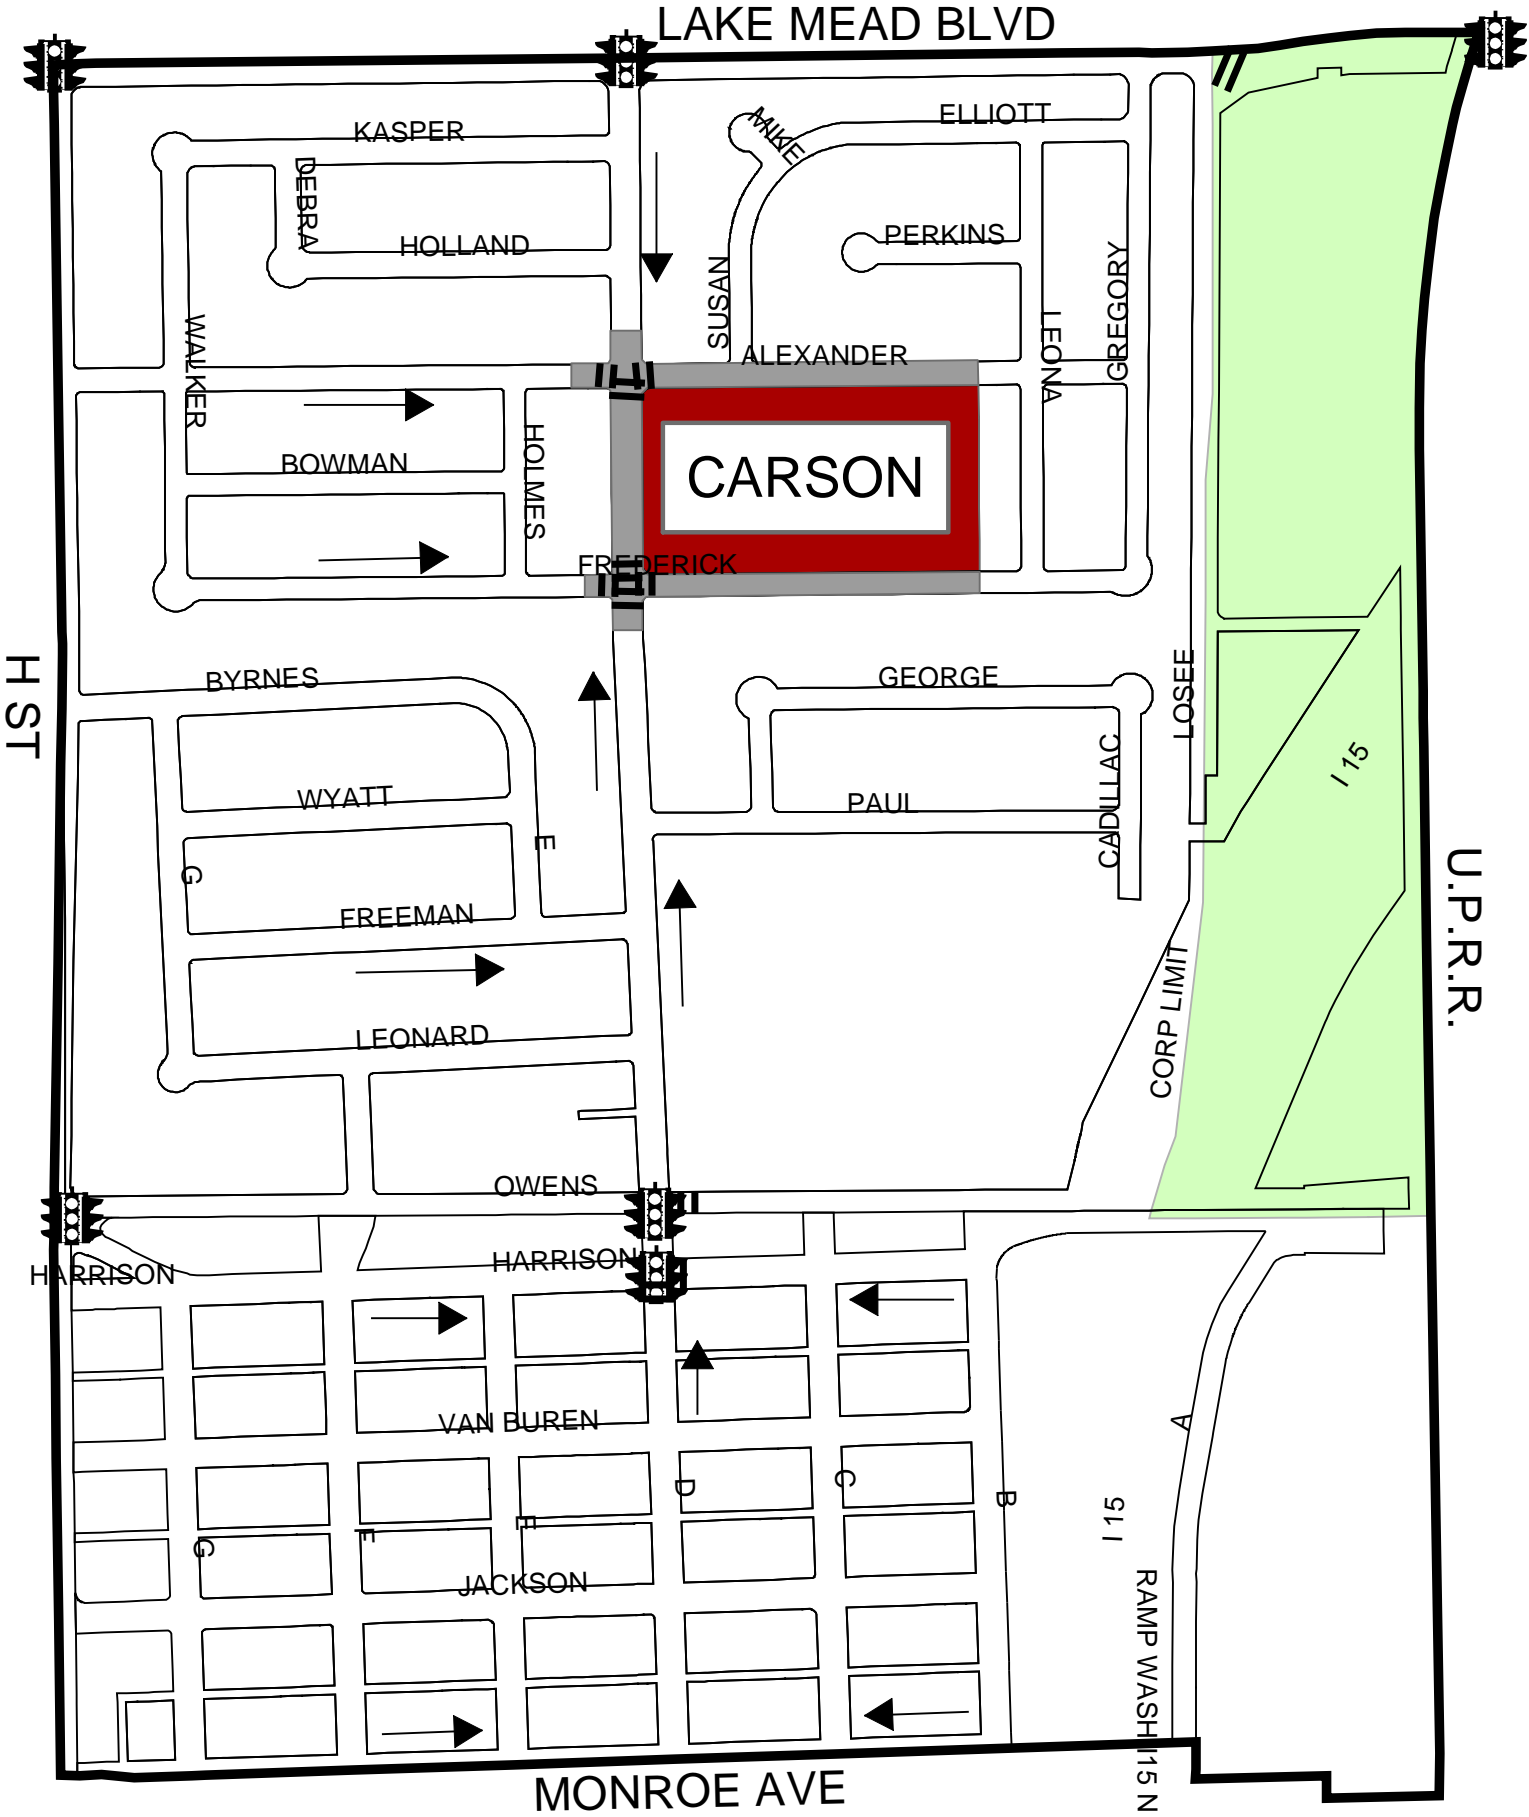 LAKE MEAD BLVD
KASPER
MIKE
ELLIOTT
DEBRA
HOLLAND
PERKINS
SUSAN
GREGORY
WALKER
LEONA
ALEXANDER
BOWMAN
HOLMES
CARSON
FREDERICK
H ST
BYRNES
GEORGE
LOSEE
I 15
WYATT
PAUL
CADILLAC
E
G
U.P.R.R.
FREEMAN
CORP LIMIT
LEONARD
OWENS
HARRISON
HARRISON
VAN BUREN
A
D
C
B
I 15
G
F
E
JACKSON
RAMP WASH I15 N
MONROE AVE